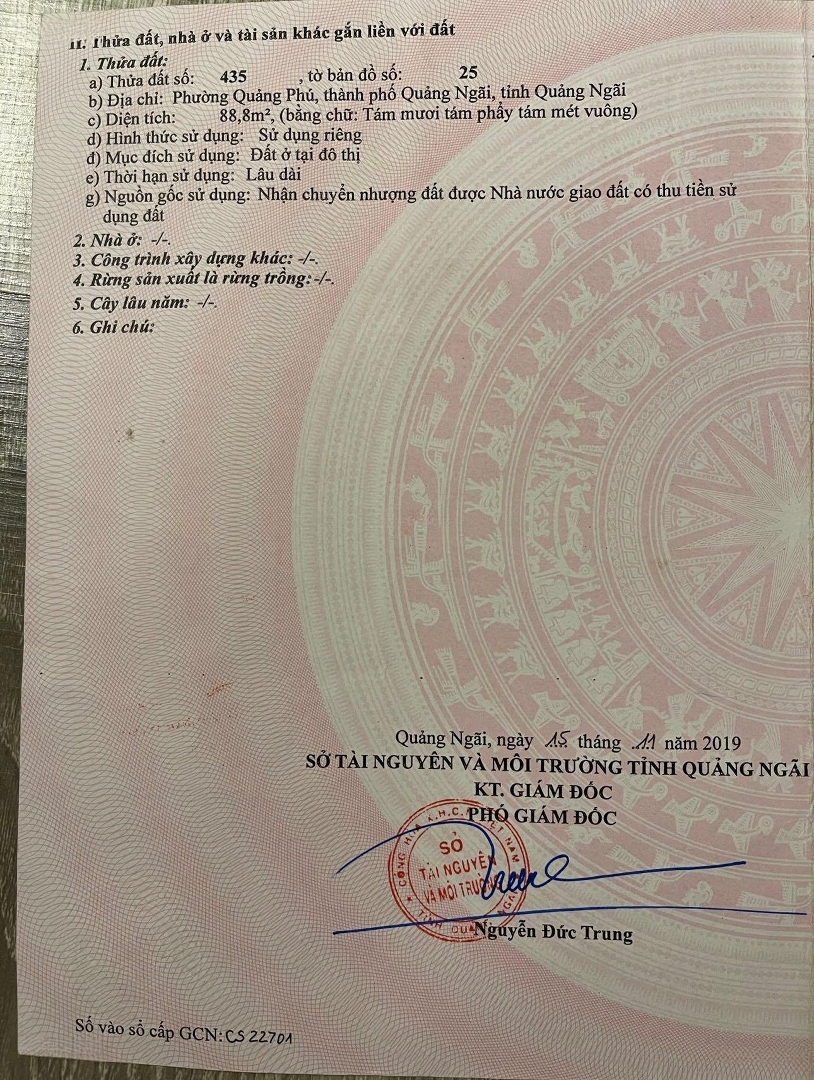 II. Thửa đất, nhà ở và tài sản khác gắn liền với đất
1. Thửa đất:
a) Thửa đất số: 435 , tờ bản đồ số: 25
b) Địa chỉ: Phường Quảng Phú, thành phố Quảng Ngãi, tỉnh Quảng Ngãi
c) Diện tích: 88,8m², (bằng chữ: Tám mươi tám phẩy tám mét vuông)
d) Hình thức sử dụng: Sử dụng riêng
đ) Mục đích sử dụng: Đất ở tại đô thị
e) Thời hạn sử dụng: Lâu dài
g) Nguồn gốc sử dụng: Nhận chuyển nhượng đất được Nhà nước giao đất có thu tiền sử
dụng đất
2. Nhà ở: -/-.
3. Công trình xây dựng khác: -/-.
4. Rừng sản xuất là rừng trồng: -/-.
5. Cây lâu năm: -/-.
6. Ghi chú:
Quảng Ngãi, ngày 15 tháng 11 năm 2019
SỞ TÀI NGUYÊN VÀ MÔI TRƯỜNG TỈNH QUẢNG NGÃI
KT. GIÁM ĐỐC
PHÓ GIÁM ĐỐC
SỞ
TÀI NGUYÊN
VÀ MÔI TRƯỜNG
Nguyễn Đức Trung
Số vào sổ cấp GCN: CS 22701